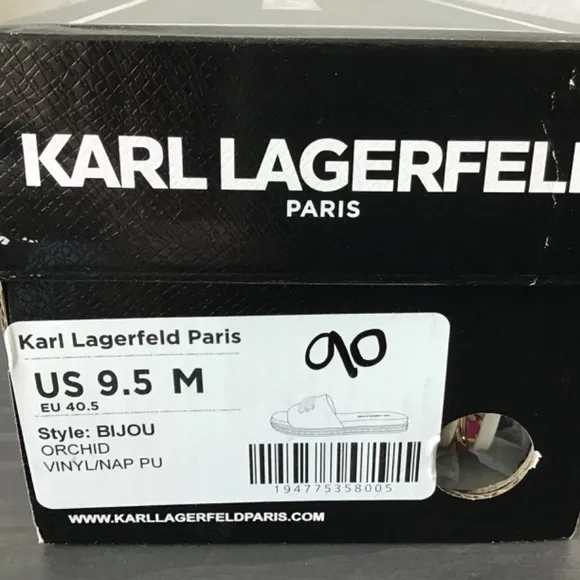 KARL LAGERFEL
PARIS
Karl Lagerfeld Paris
90
US 9.5 M
EU 40.5
Style: BIJOU
ORCHID
VINYL/NAP PU
194775358005
WWW.KARLLAGERFELDPARIS.COM